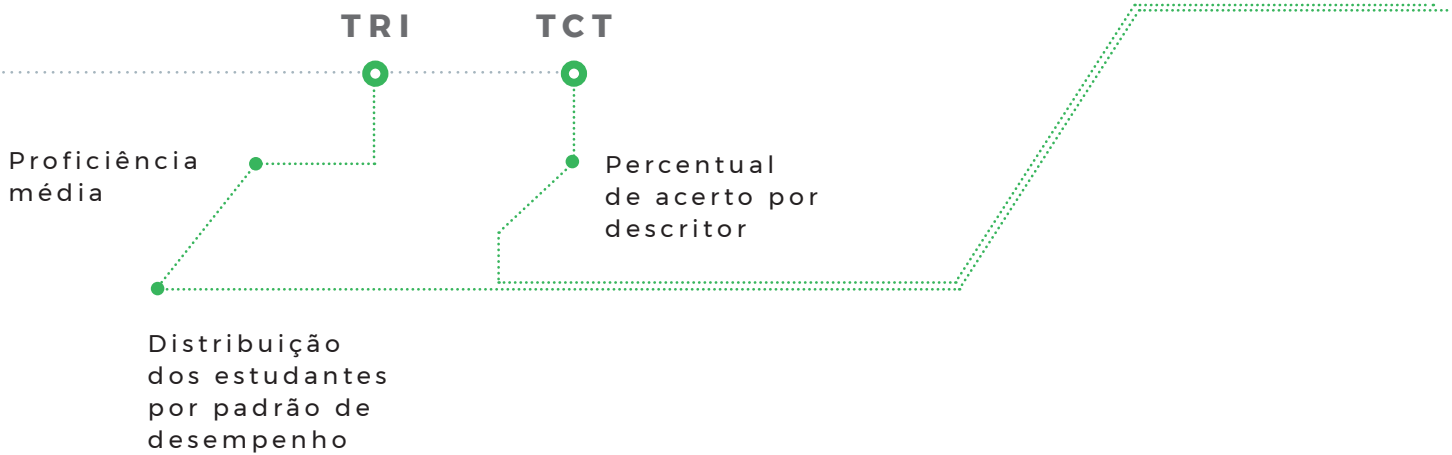 TRI
TCT
Proficiência
média
Percentual
de acerto por
descritor
Distribuição
dos estudantes
por padrão de
desempenho